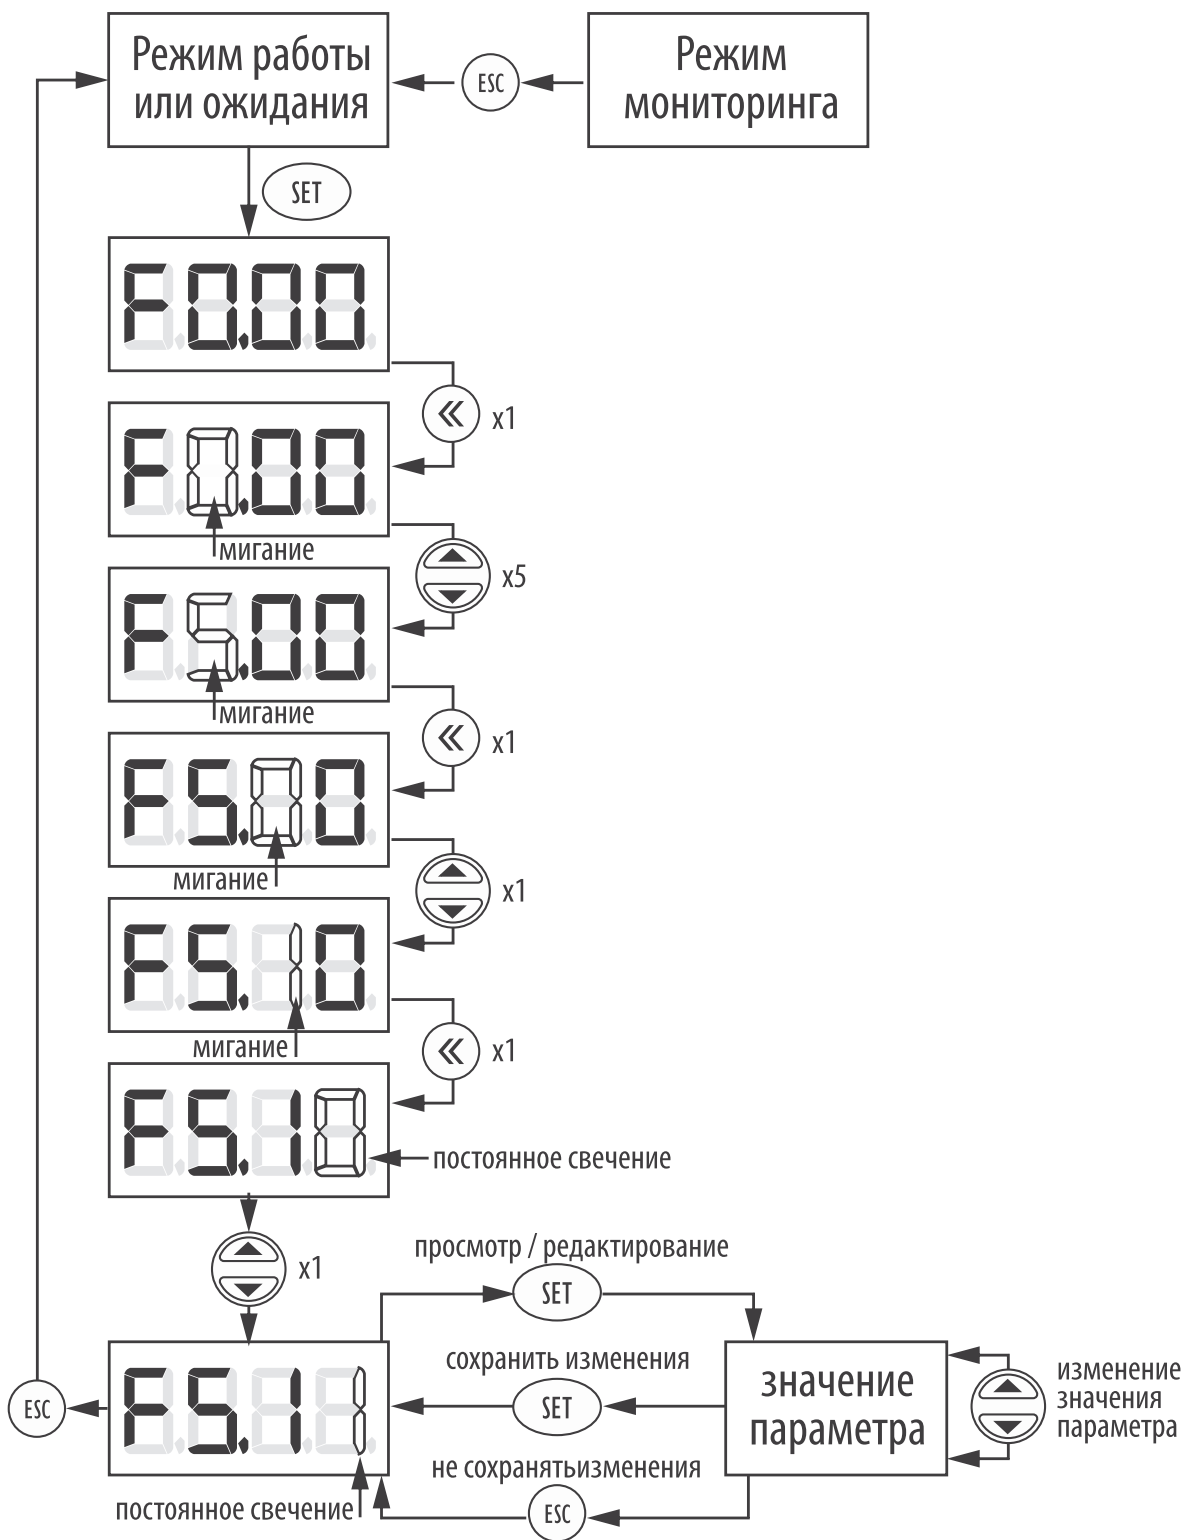 Режим работы
или ожидания
ESC
Режим
мониторинга
SET
F0.00
«
x1
F0.00
мигание
x5
F5.00
мигание
«
x1
F5.00
мигание
x1
F5.10
мигание
«
x1
F5.10
постоянное свечение
x1
просмотр / редактирование
SET
F5.11
ESC
сохранить изменения
SET
значение
параметра
изменение
значения
параметра
не сохранятьизменения
ESC
постоянное свечение